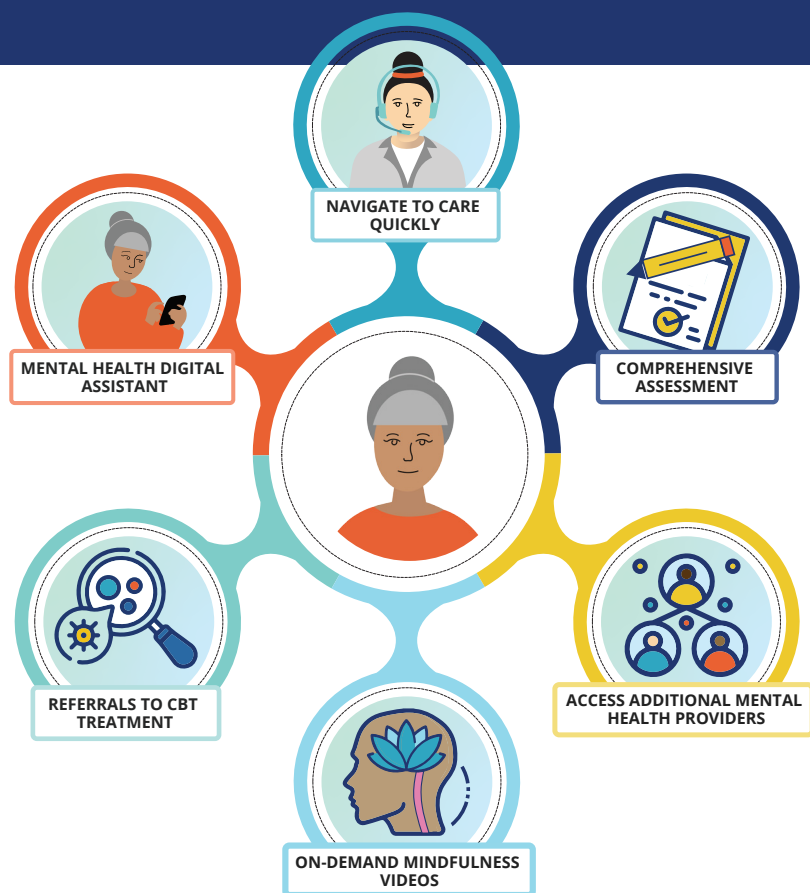 NAVIGATE TO CARE
QUICKLY
MENTAL HEALTH DIGITAL
ASSISTANT
COMPREHENSIVE
ASSESSMENT
REFERRALS TO CBT
TREATMENT
ACCESS ADDITIONAL MENTAL
HEALTH PROVIDERS
ON-DEMAND MINDFULNESS
VIDEOS